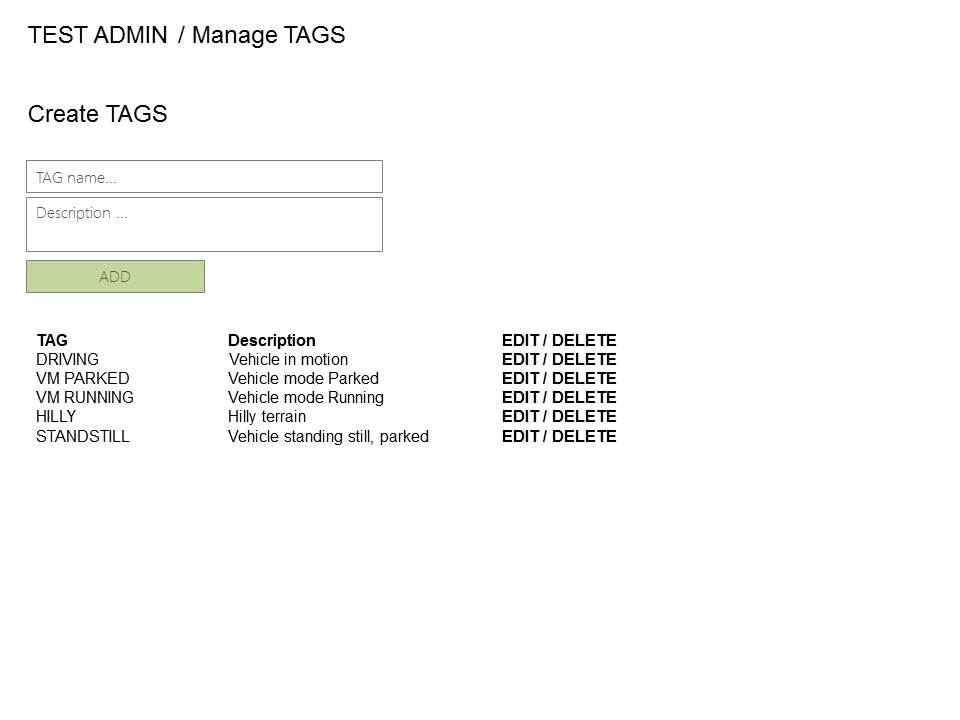 TEST ADMIN / Manage TAGS
Create TAGS
TAG name...
Description ...
ADD
TAG Description EDIT / DELETE
DRIVING Vehicle in motion EDIT / DELETE
VM PARKED Vehicle mode Parked EDIT / DELETE
VM RUNNING Vehicle mode Running EDIT / DELETE
HILLY Hilly terrain EDIT / DELETE
STANDSTILL Vehicle standing still, parked EDIT / DELETE